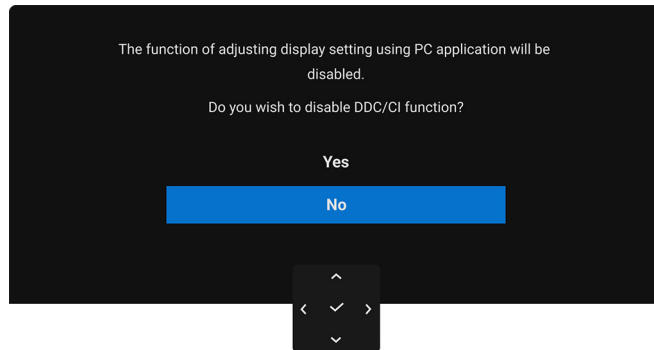 The function of adjusting display setting using PC application will be
disabled.
Do you wish to disable DDC/CI function?
Yes
No